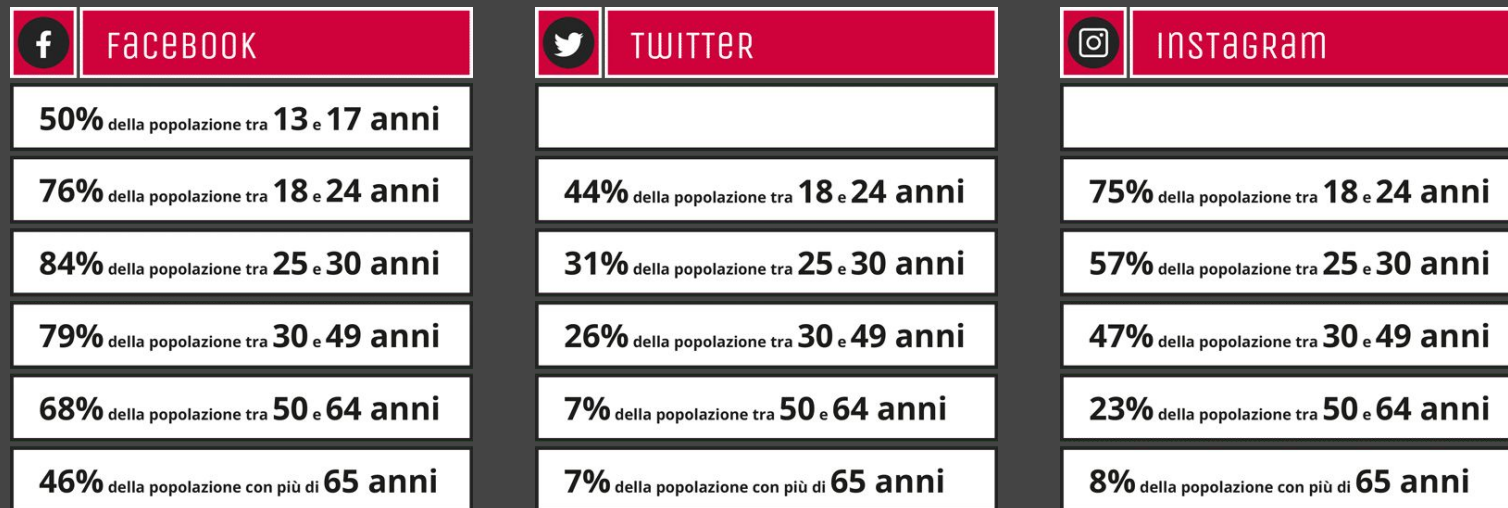 FaceBOOK
50% della popolazione tra 13 e 17 anni
76% della popolazione tra 18 e 24 anni
84% della popolazione tra 25 e 30 anni
79% della popolazione tra 30 e 49 anni
68% della popolazione tra 50 e 64 anni
46% della popolazione con più di 65 anni
TWITTeR
44% della popolazione tra 18 e 24 anni
31% della popolazione tra 25 e 30 anni
26% della popolazione tra 30 e 49 anni
7% della popolazione tra 50 e 64 anni
7% della popolazione con più di 65 anni
InSTaGRam
75% della popolazione tra 18 e 24 anni
57% della popolazione tra 25 e 30 anni
47% della popolazione tra 30 e 49 anni
23% della popolazione tra 50 e 64 anni
8% della popolazione con più di 65 anni